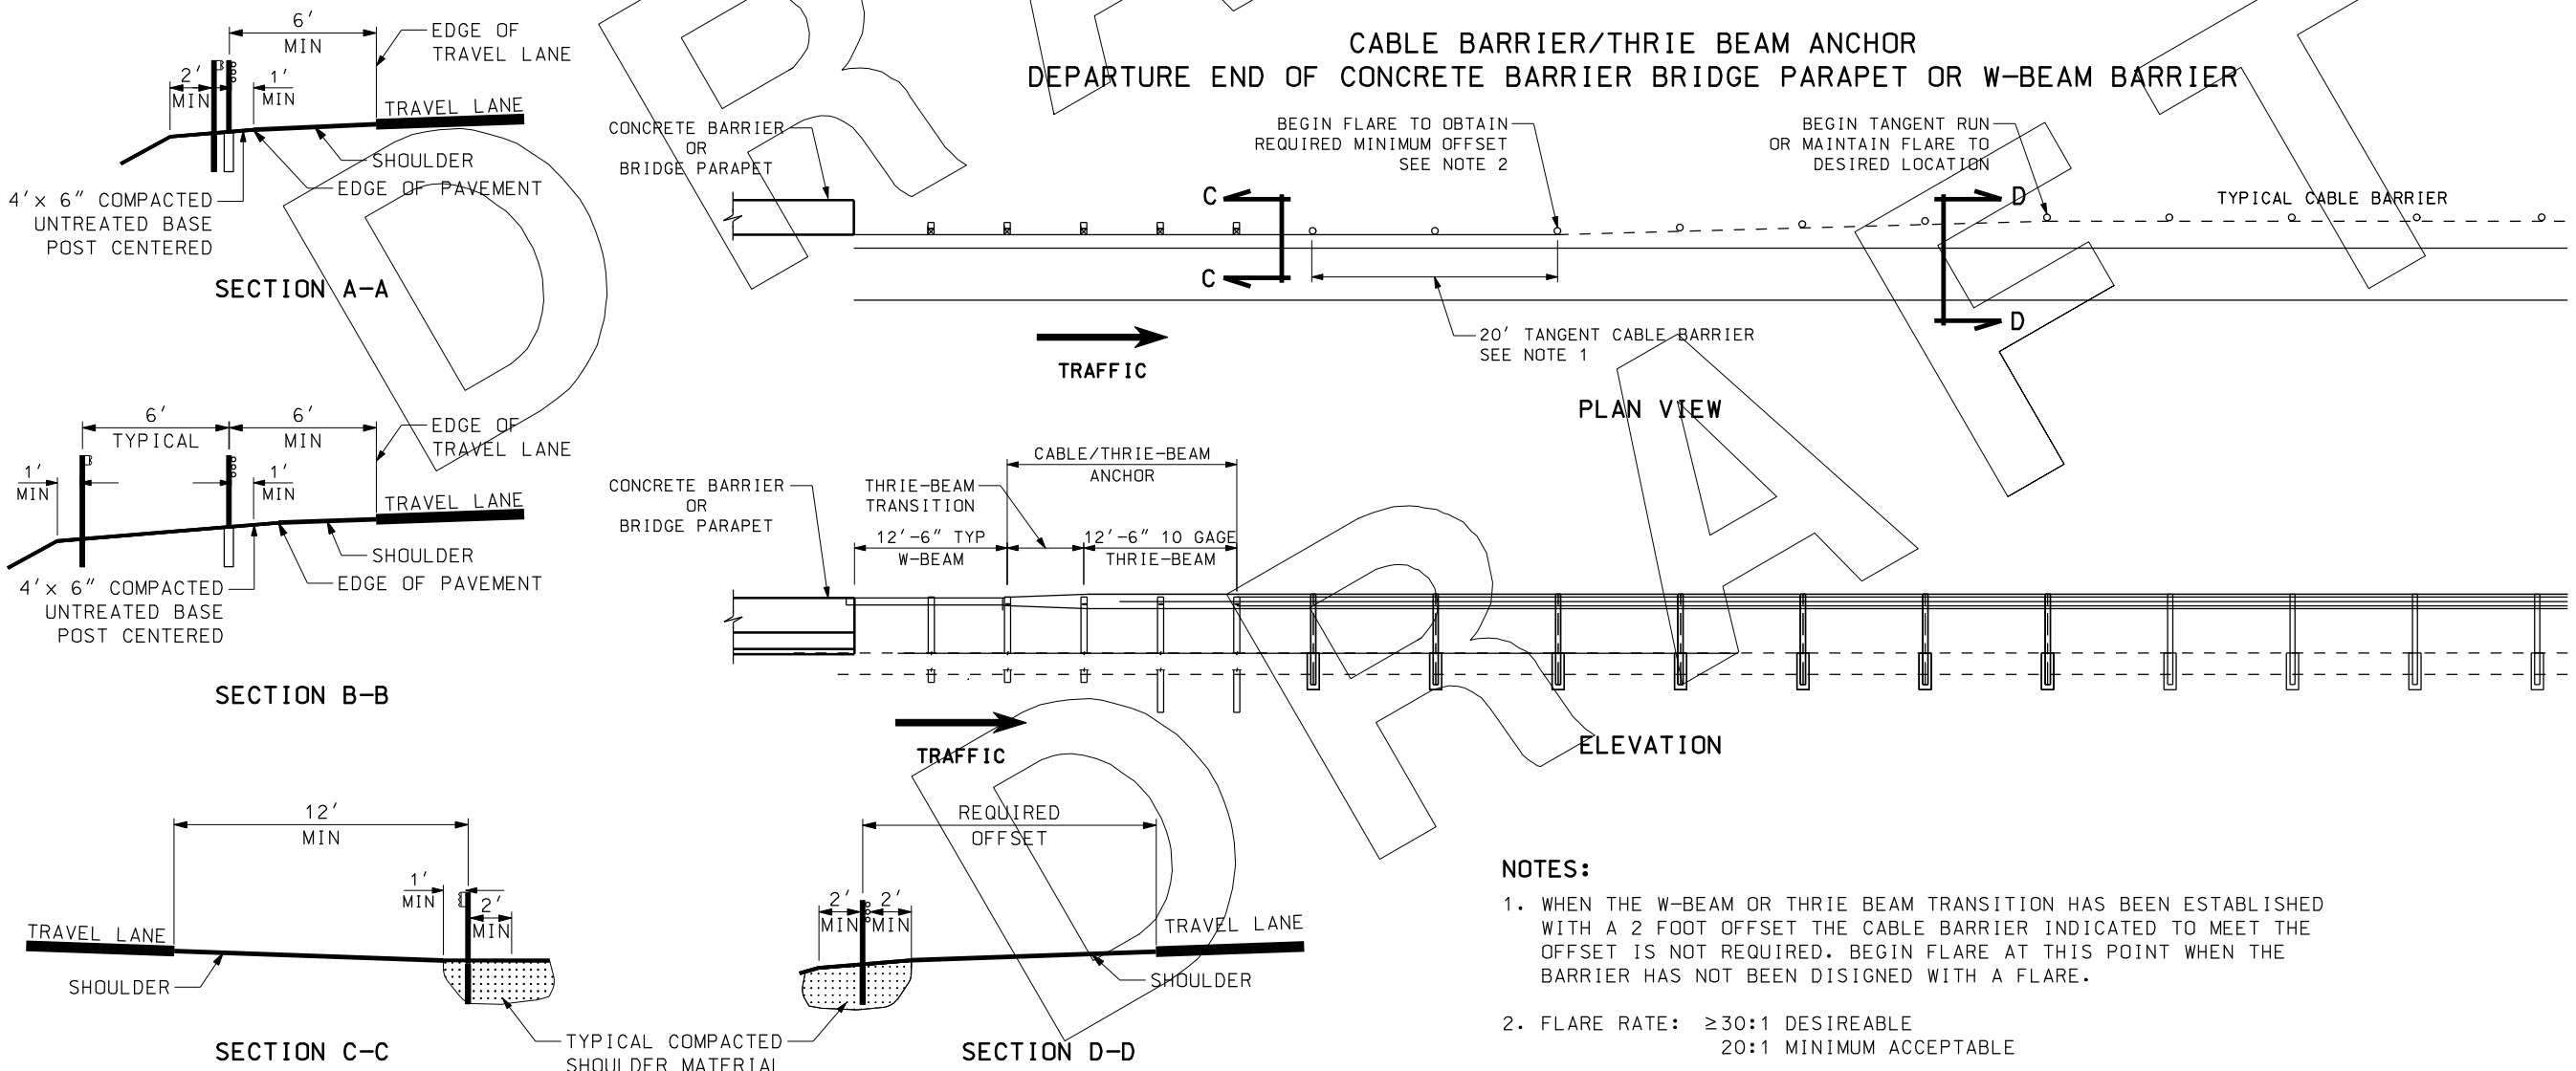 CABLE BARRIER/THRIE BEAM ANCHOR
DEPARTURE END OF CONCRETE BARRIER BRIDGE PARAPET OR W-BEAM BARRIER
6'
MIN
EDGE OF
TRAVEL LANE
2'
MIN
1'
MIN
TRAVEL LANE
SHOULDER
EDGE OF PAVEMENT
4'x 6" COMPACTED
UNTREATED BASE
POST CENTERED
SECTION A-A
CONCRETE BARRIER
OR
BRIDGE PARAPET
BEGIN FLARE TO OBTAIN
REQUIRED MINIMUM OFFSET
SEE NOTE 2
BEGIN TANGENT RUN
OR MAINTAIN FLARE TO
DESIRED LOCATION
C
C
D
D
TYPICAL CABLE BARRIER
20' TANGENT CABLE BARRIER
SEE NOTE 1
TRAFFIC
PLAN VIEW
6'
TYPICAL
6'
MIN
EDGE OF
TRAVEL LANE
1'
MIN
1'
MIN
TRAVEL LANE
SHOULDER
EDGE OF PAVEMENT
4'x 6" COMPACTED
UNTREATED BASE
POST CENTERED
SECTION B-B
CONCRETE BARRIER
OR
BRIDGE PARAPET
THRIE-BEAM
TRANSITION
CABLE/THRIE-BEAM
ANCHOR
12'-6" TYP
W-BEAM
12'-6" 10 GAGE
THRIE-BEAM
TRAFFIC
ELEVATION
12'
MIN
1'
MIN
2'
MIN
TRAVEL LANE
SHOULDER
SECTION C-C
TYPICAL COMPACTED
SHOULDER MATERIAL
REQUIRED
OFFSET
2'
MIN
2'
MIN
TRAVEL LANE
SHOULDER
SECTION D-D
NOTES:
1. WHEN THE W-BEAM OR THRIE BEAM TRANSITION HAS BEEN ESTABLISHED
WITH A 2 FOOT OFFSET THE CABLE BARRIER INDICATED TO MEET THE
OFFSET IS NOT REQUIRED. BEGIN FLARE AT THIS POINT WHEN THE
BARRIER HAS NOT BEEN DISIGNED WITH A FLARE.
2. FLARE RATE: ≥30:1 DESIREABLE
20:1 MINIMUM ACCEPTABLE
DRAFT
DRAFT